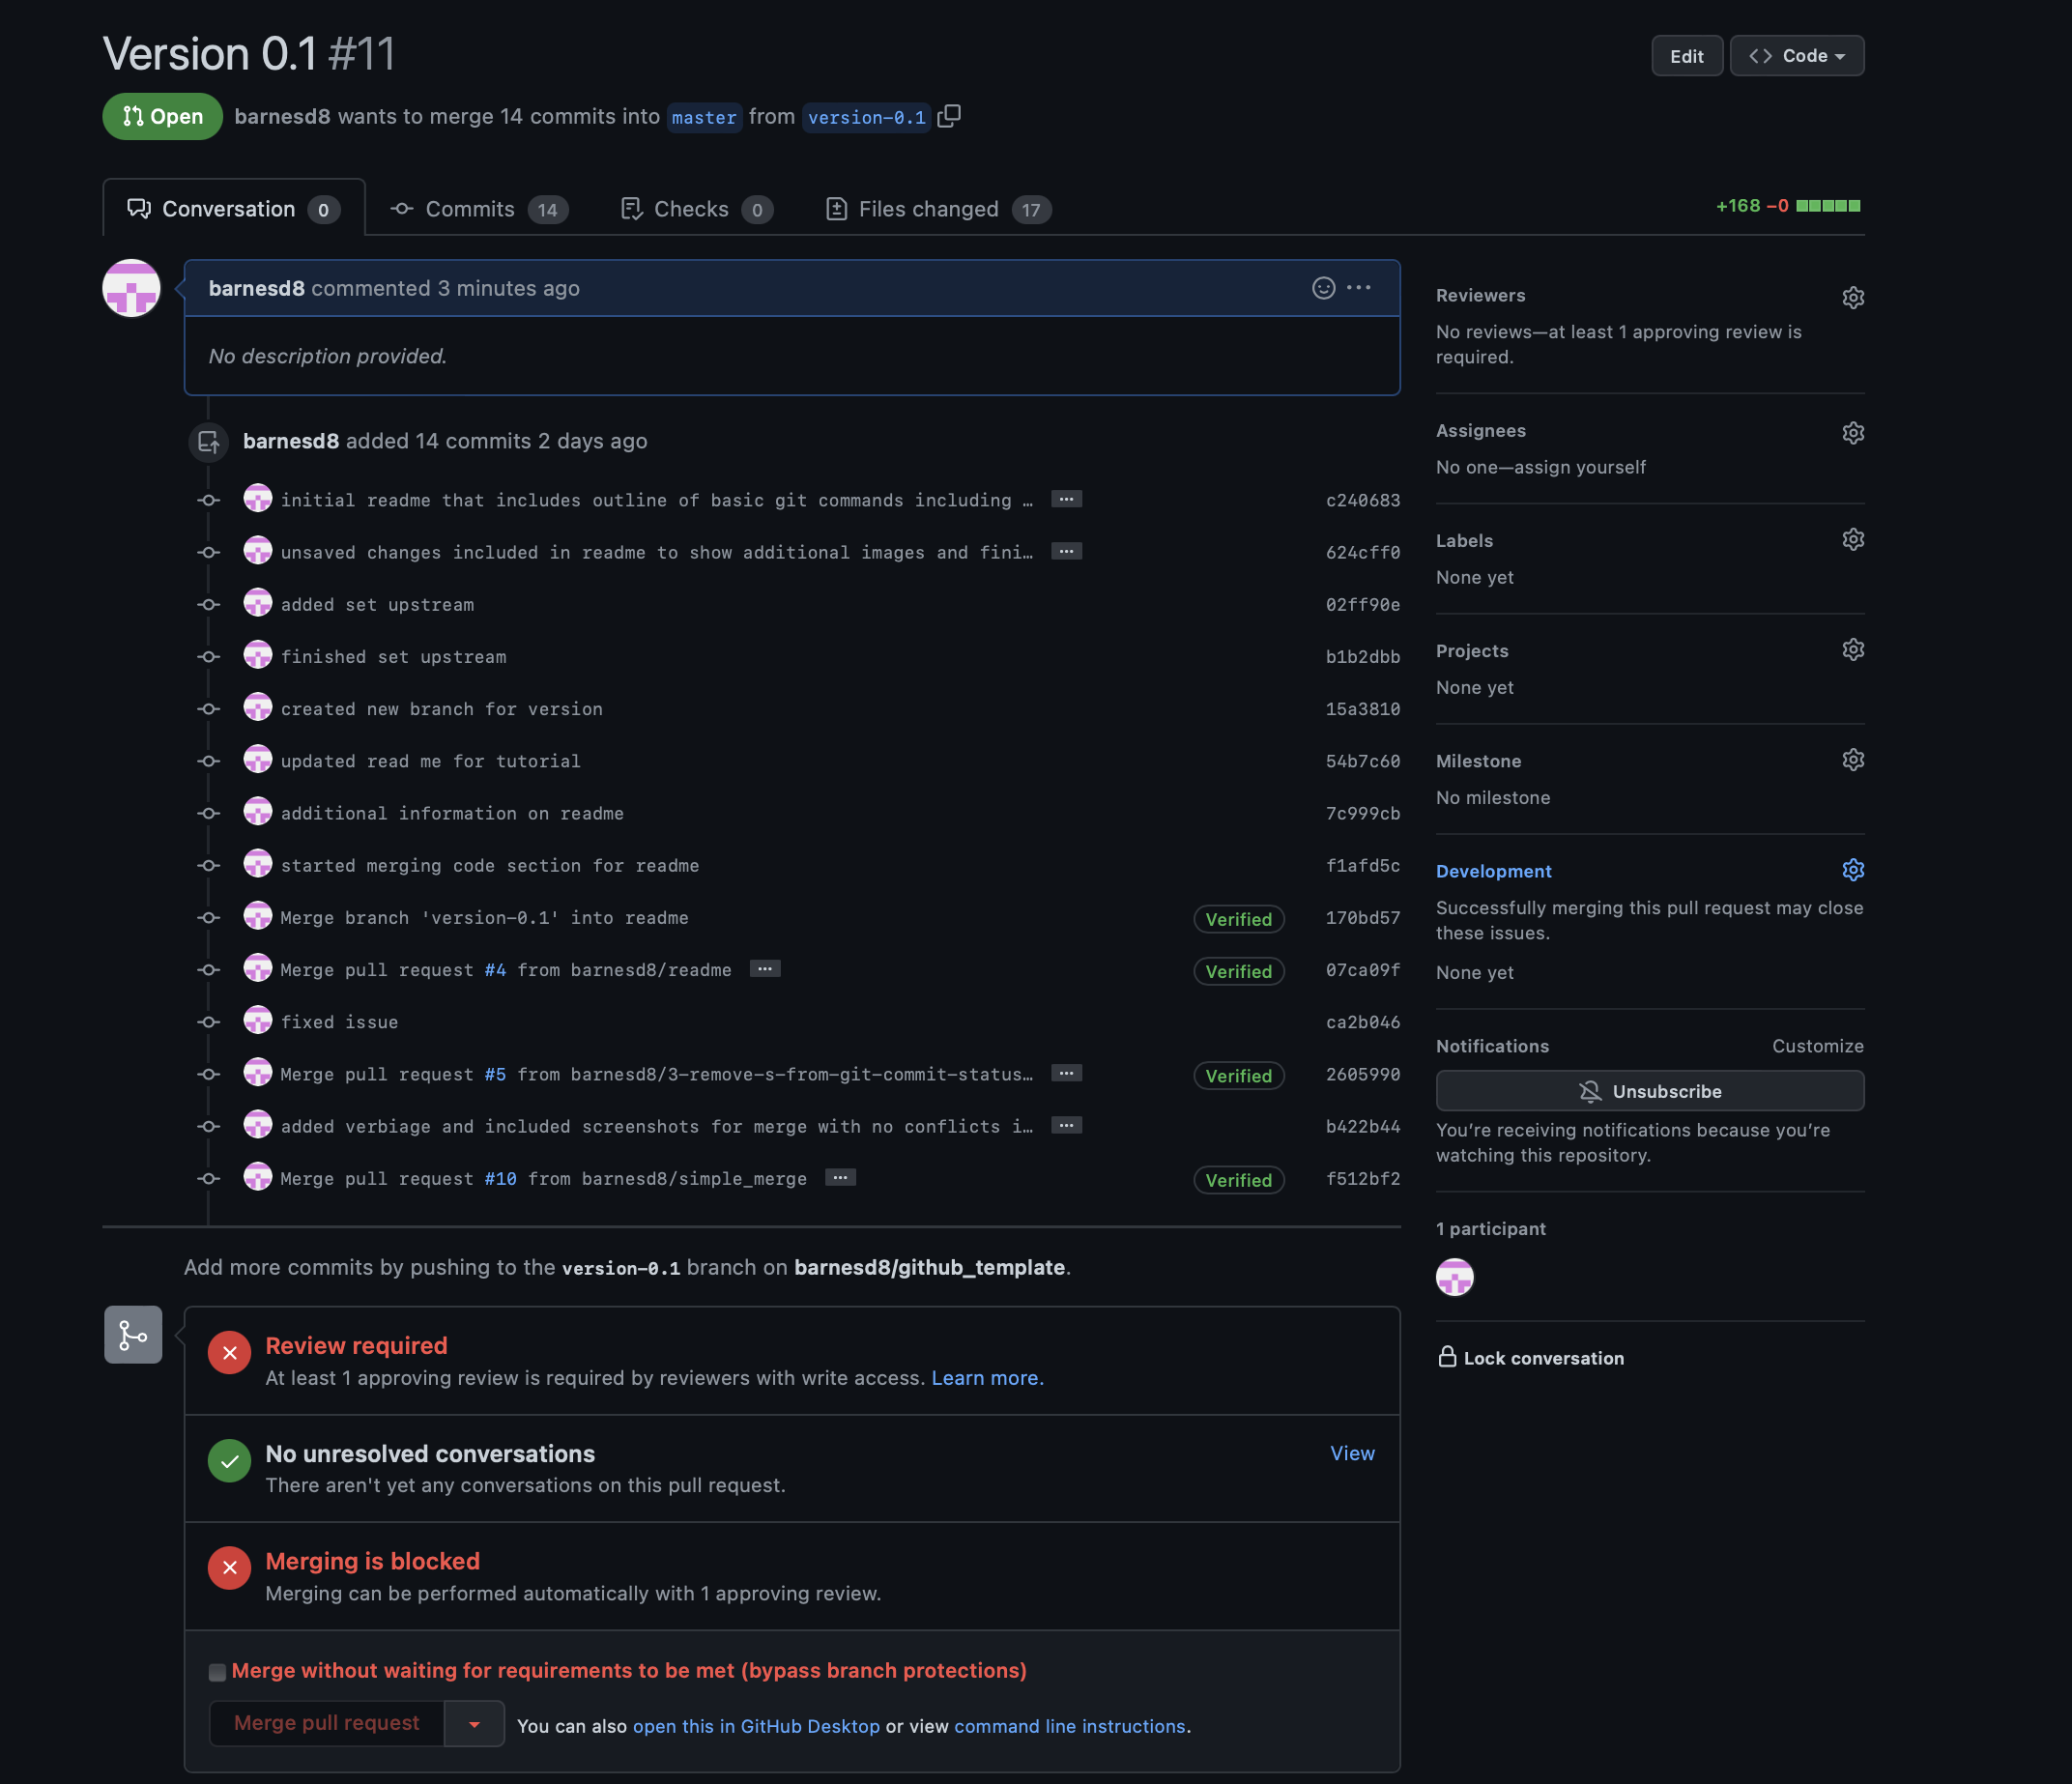 Version 0.1 #11
Edit
Code
Open
barnesd8 wants to merge 14 commits into master from version-0.1
Conversation 0
Commits 14
Checks 0
Files changed 17
+168 −0
barnesd8 commented 3 minutes ago
No description provided.
barnesd8 added 14 commits 2 days ago
initial readme that includes outline of basic git commands including … c240683
unsaved changes included in readme to show additional images and fini… 624cff0
added set upstream 02ff90e
finished set upstream b1b2dbb
created new branch for version 15a3810
updated read me for tutorial 54b7c60
additional information on readme 7c999cb
started merging code section for readme f1afd5c
Merge branch 'version-0.1' into readme Verified 170bd57
Merge pull request #4 from barnesd8/readme Verified 07ca09f
fixed issue ca2b046
Merge pull request #5 from barnesd8/3-remove-s-from-git-commit-status… Verified 2605990
added verbiage and included screenshots for merge with no conflicts i… b422b44
Merge pull request #10 from barnesd8/simple_merge Verified f512bf2
Add more commits by pushing to the version-0.1 branch on barnesd8/github_template.
Review required
At least 1 approving review is required by reviewers with write access. Learn more.
No unresolved conversations
View
There aren't yet any conversations on this pull request.
Merging is blocked
Merging can be performed automatically with 1 approving review.
Merge without waiting for requirements to be met (bypass branch protections)
Merge pull request
You can also open this in GitHub Desktop or view command line instructions.
Reviewers
No reviews—at least 1 approving review is
required.
Assignees
No one—assign yourself
Labels
None yet
Projects
None yet
Milestone
No milestone
Development
Successfully merging this pull request may close
these issues.
None yet
Notifications
Customize
Unsubscribe
You're receiving notifications because you're
watching this repository.
1 participant
Lock conversation